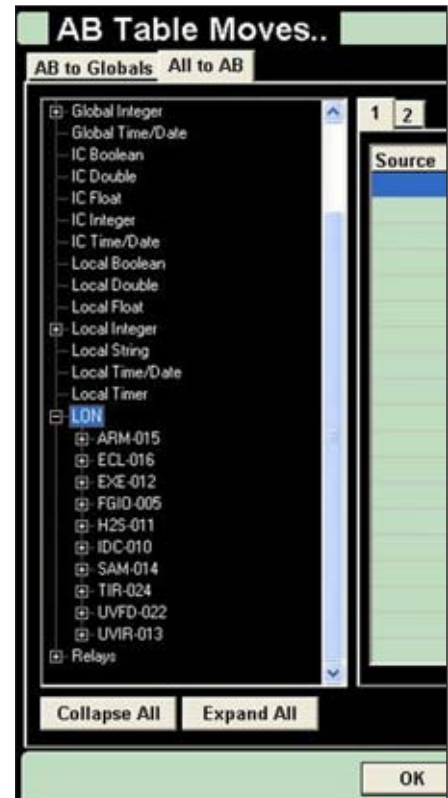 AB Table Moves..
AB to Globals All to AB
Global Integer
Global Time/Date
IC Boolean
IC Double
IC Float
IC Integer
IC Time/Date
Local Boolean
Local Double
Local Float
Local Integer
Local String
Local Time/Date
Local Timer
LON
ARM-015
ECL-016
EXE-012
FGIO-005
H2S-011
IDC-010
SAM-014
TIR-024
UVFD-022
UVIR-013
Relays
1 2
Source
Collapse All Expand All
OK